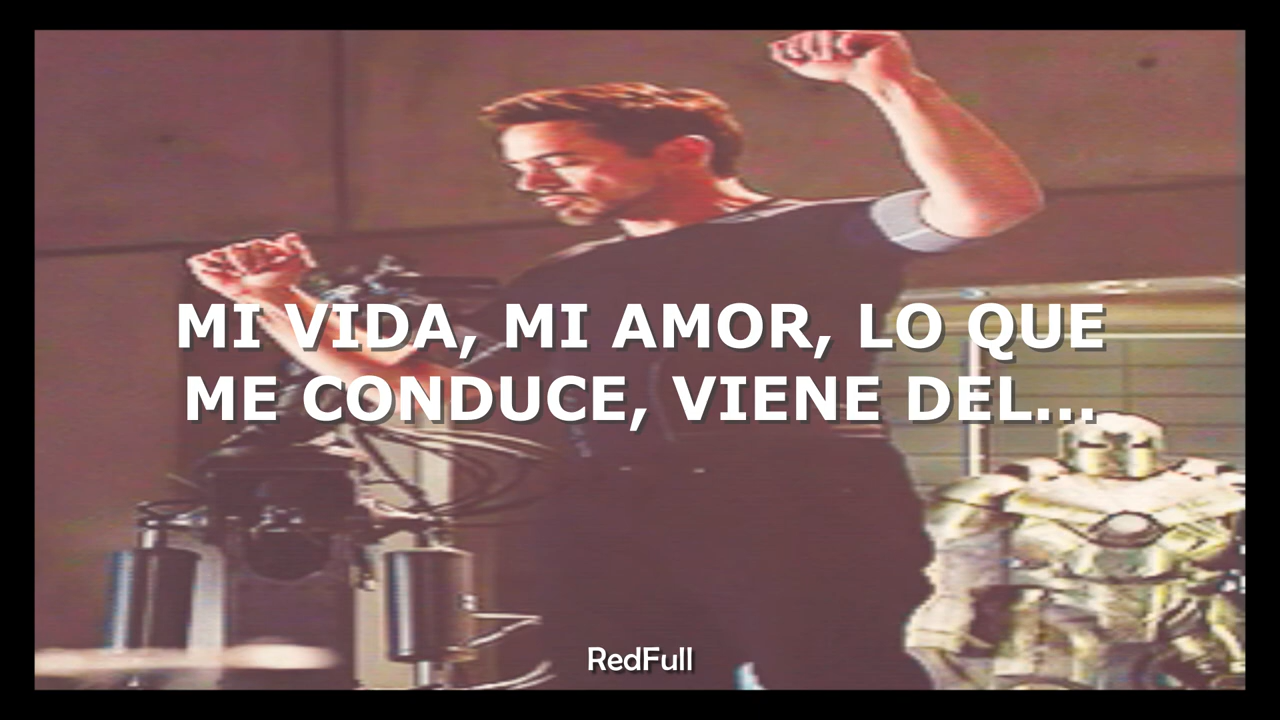 MI VIDA, MI AMOR, LO QUE
ME CONDUCE, VIENE DEL...
RedFull